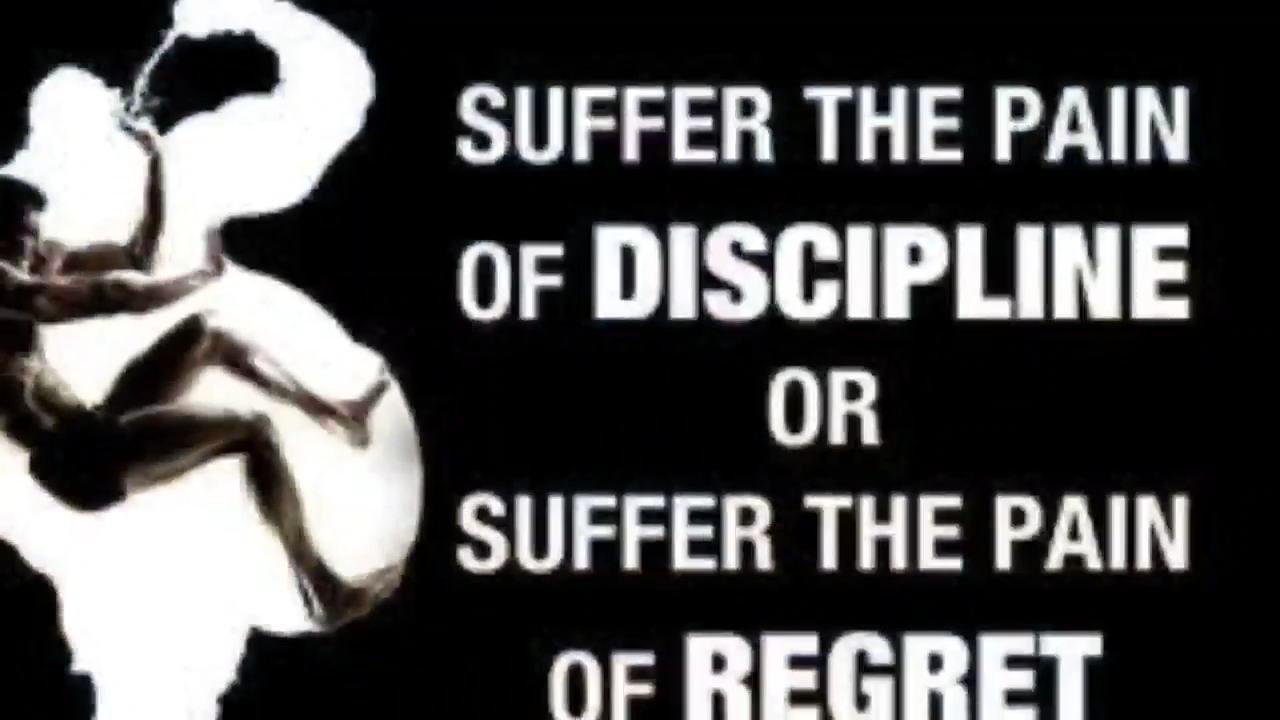 SUFFER THE PAIN
OF DISCIPLINE
OR
SUFFER THE PAIN
OF REGRET